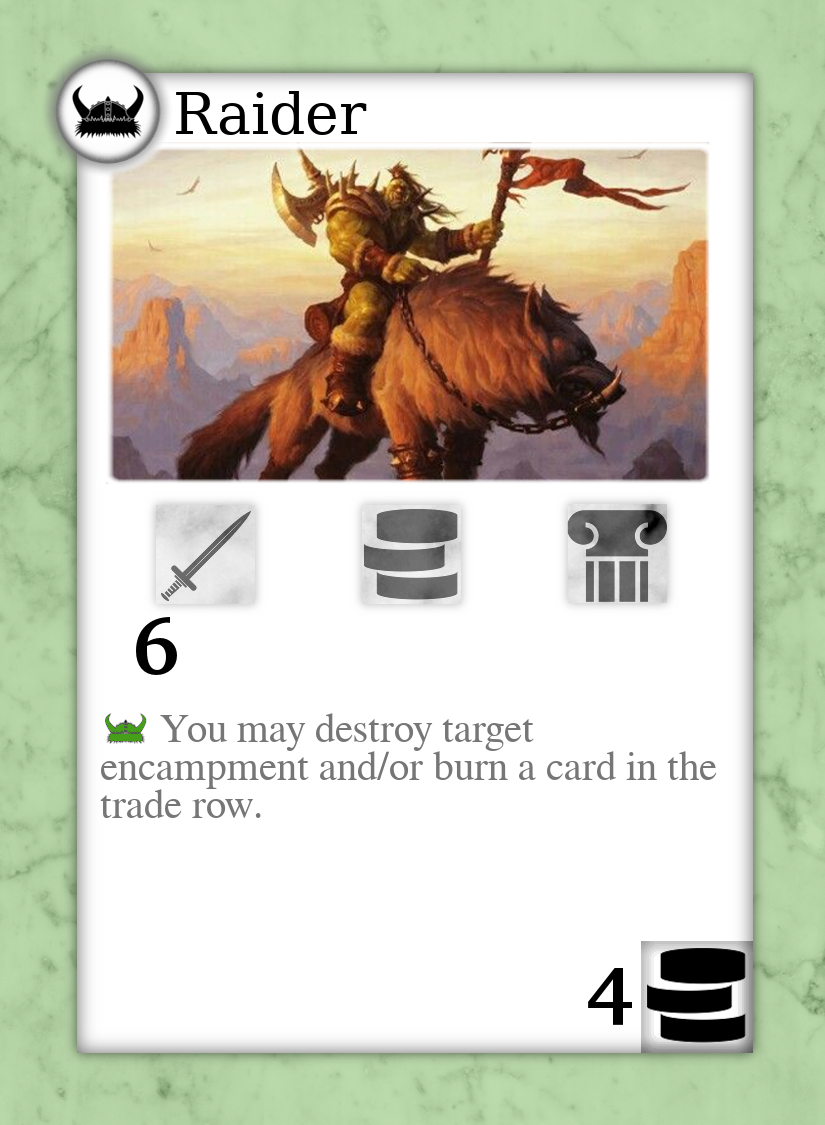 Raider
6
You may destroy target
encampment and/or burn a card in the
trade row.
4